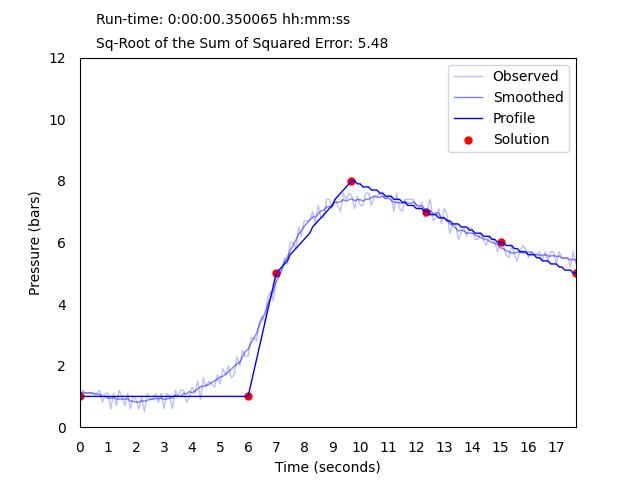 Run-time: 0:00:00.350065 hh:mm:ss
Sq-Root of the Sum of Squared Error: 5.48
12
10
8
6
4
2
0
Pressure (bars)
Observed
Smoothed
Profile
Solution
0 1 2 3 4 5 6 7 8 9 10 11 12 13 14 15 16 17
Time (seconds)